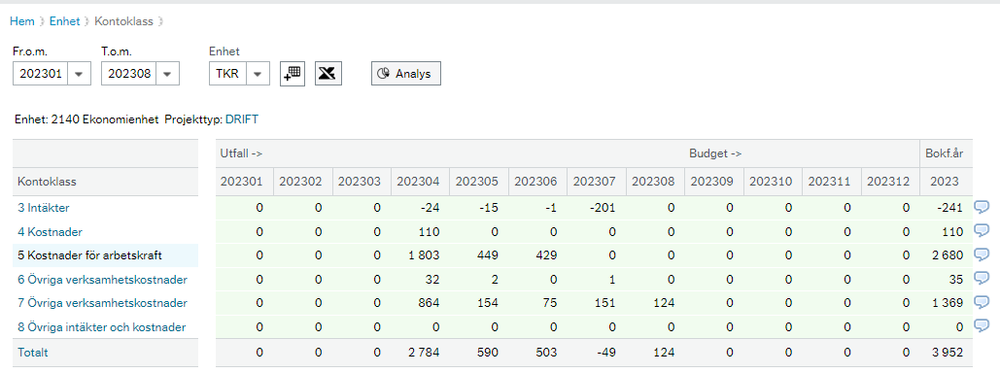 Hem Enhet Kontoklass
Fr.o.m. T.o.m. Enhet
202301 202308 TKR Analys
Enhet: 2140 Ekonomienhet Projekttyp: DRIFT
Utfall -> Budget -> Bokf.år
Kontoklass 202301 202302 202303 202304 202305 202306 202307 202308 202309 202310 202311 202312 2023
3 Intäkter 0 0 0 -24 -15 -1 -201 0 0 0 0 0 -241
4 Kostnader 0 0 0 110 0 0 0 0 0 0 0 0 110
5 Kostnader för arbetskraft 0 0 0 1 803 449 429 0 0 0 0 0 0 2 680
6 Övriga verksamhetskostnader 0 0 0 32 2 0 1 0 0 0 0 0 35
7 Övriga verksamhetskostnader 0 0 0 864 154 75 151 124 0 0 0 0 1 369
8 Övriga intäkter och kostnader 0 0 0 0 0 0 0 0 0 0 0 0 0
Totalt 0 0 0 2 784 590 503 -49 124 0 0 0 0 3 952